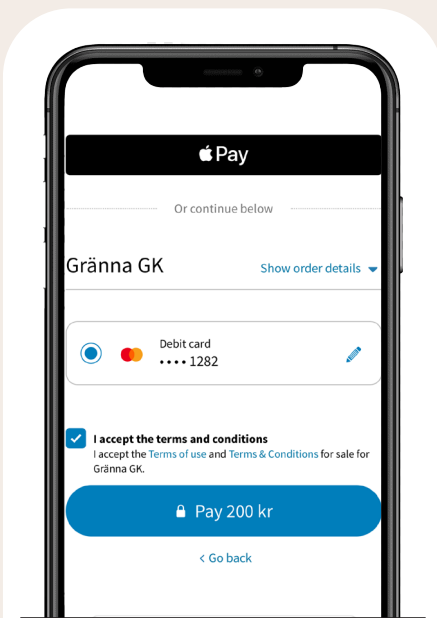 Pay
Or continue below
Gränna GK
Show order details
Debit card
•••• 1282
I accept the terms and conditions
I accept the Terms of use and Terms & Conditions for sale for
Gränna GK.
Pay 200 kr
< Go back